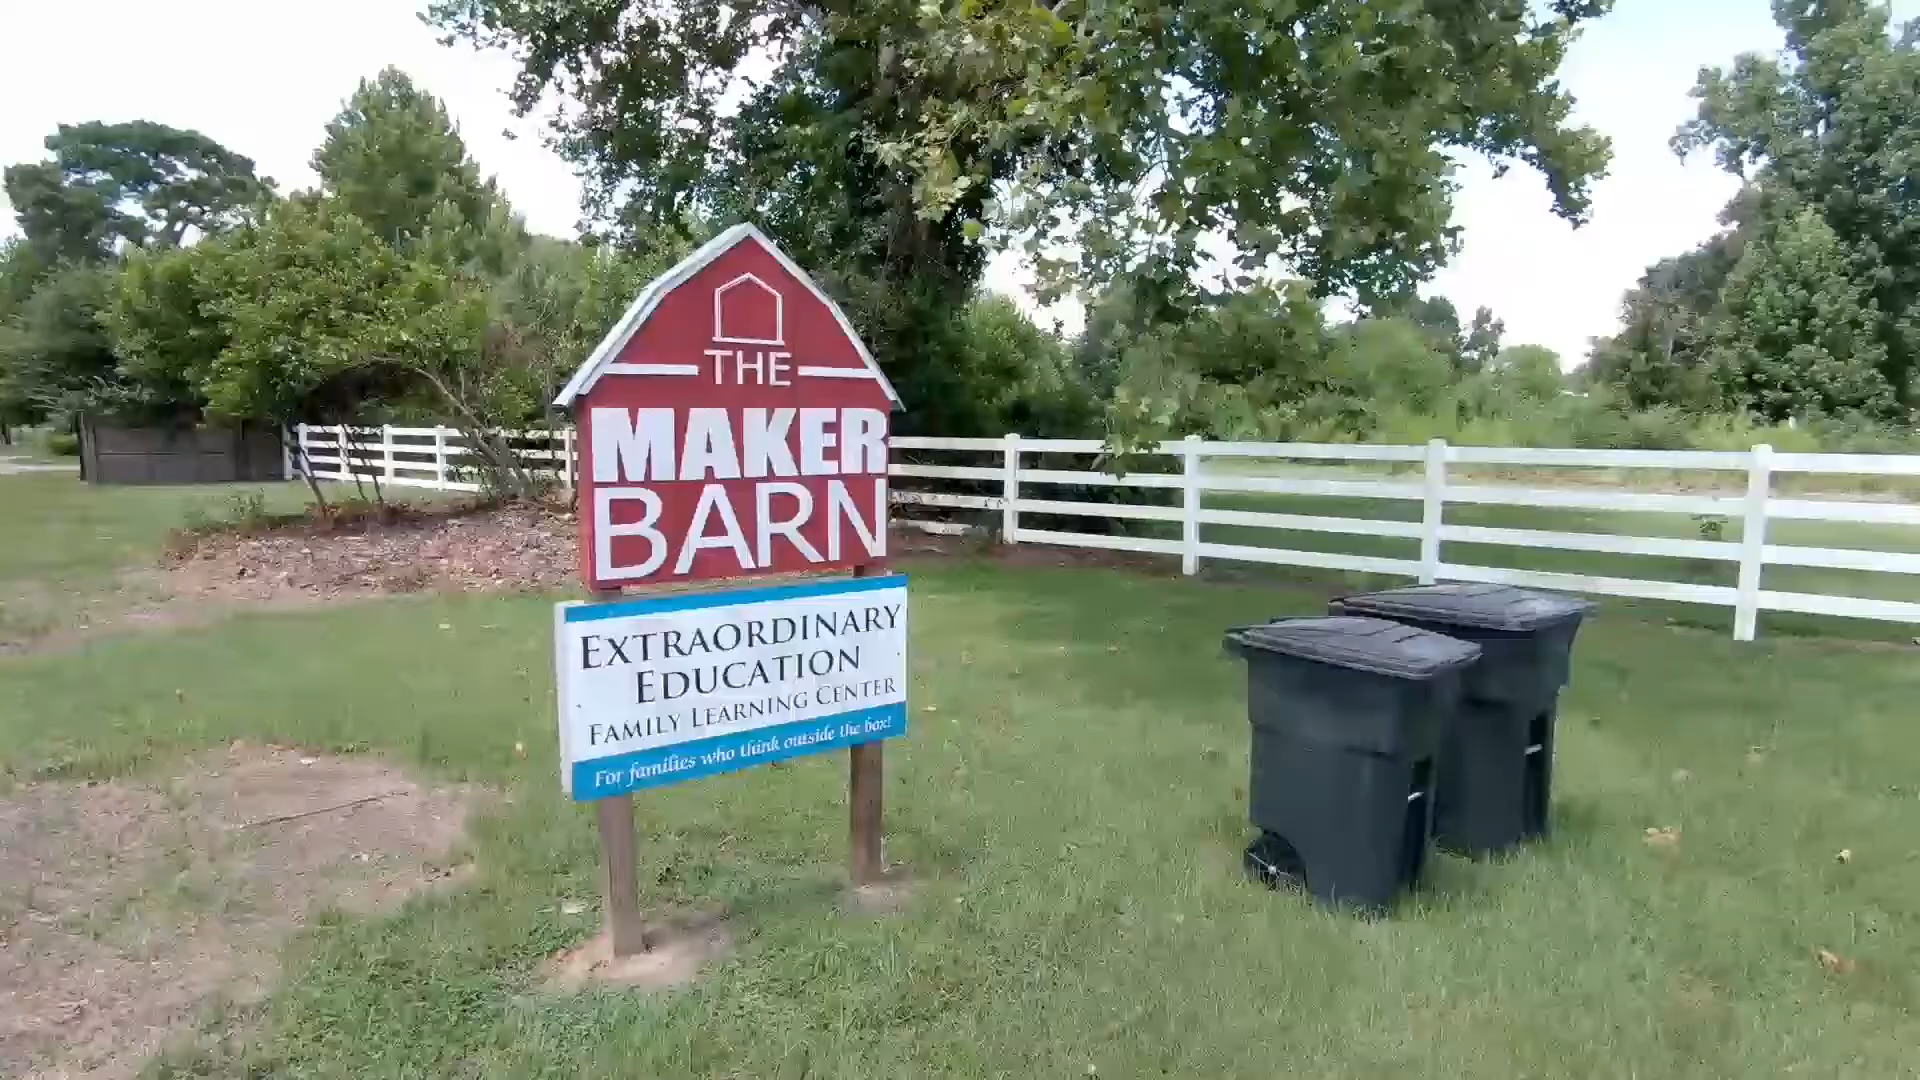 THE
MAKER
BARN
EXTRAORDINARY
EDUCATION
FAMILY LEARNING CENTER
For families who think outside the box!